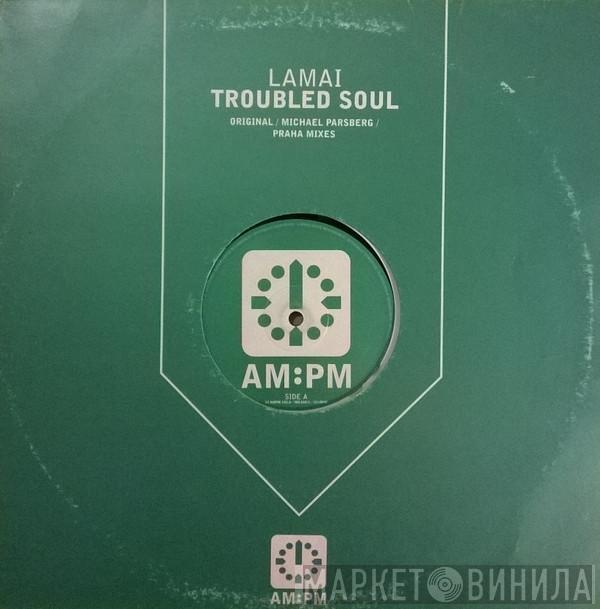 LAMAI
TROUBLED SOUL
ORIGINAL / MICHAEL PARSBERG /
PRAHA MIXES
AM:PM
SIDE A
AM:PM
МАРКЕТ ВИНИЛА